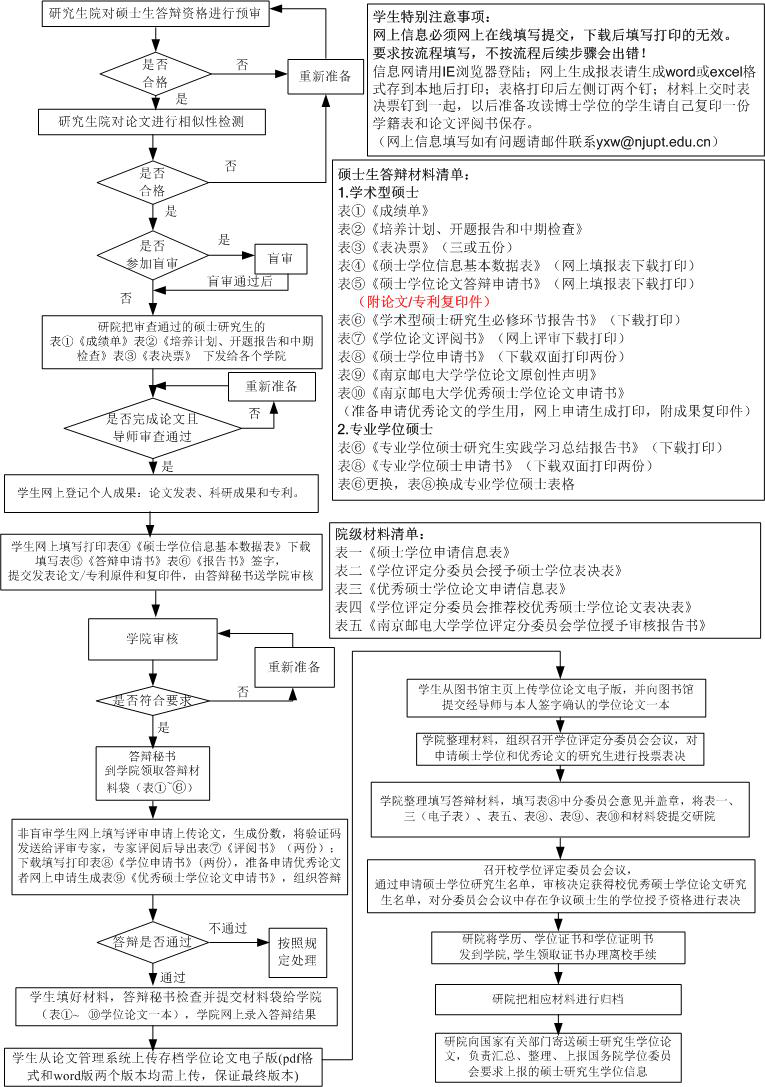 研究生院对硕士生答辩资格进行预审
是否
合格
否
重新准备
是
研究生院对论文进行相似性检测
是否
合格
否
是
是否
参加盲审
是
盲审
盲审通过后
否
研院把审查通过的硕士研究生的
表①《成绩单》表②《培养计划、开题报告和中期
检查》表③《表决票》 下发给各个学院
重新准备
是否完成论文且
导师审查通过
否
是
学生网上登记个人成果：论文发表、科研成果和专利。
学生网上填写打印表④《硕士学位信息基本数据表》下载
填写表⑤《答辩申请书》表⑥《报告书》签字，
提交发表论文/专利原件和复印件，由答辩秘书送学院审核
学院审核
重新准备
是否符合要求
否
是
答辩秘书
到学院领取答辩材
料袋（表①~⑥）
非盲审学生网上填写评审申请上传论文，生成份数，将验证码
发送给评审专家，专家评阅后导出表⑦《评阅书》（两份）；
下载填写打印表⑧《学位申请书》（两份），准备申请优秀论文
者网上申请生成表⑨《优秀硕士学位论文申请书》，组织答辩
答辩是否通过
不通过
按照规
定处理
通过
学生填好材料，答辩秘书检查并提交材料袋给学院
（表①~ ⑩学位论文一本），学院网上录入答辩结果
学生从论文管理系统上传存档学位论文电子版(pdf格
式和word版两个版本均需上传，保证最终版本)
学生特别注意事项：
网上信息必须网上在线填写提交，下载后填写打印的无效。
要求按流程填写，不按流程后续步骤会出错！
信息网请用IE浏览器登陆；网上生成报表请生成word或excel格
式存到本地后打印；表格打印后左侧订两个钉；材料上交时表
决票钉到一起，以后准备攻读博士学位的学生请自己复印一份
学籍表和论文评阅书保存。
（网上信息填写如有问题请邮件联系yxw@njupt.edu.cn）
硕士生答辩材料清单：
1.学术型硕士
表①《成绩单》
表②《培养计划、开题报告和中期检查》
表③《表决票》（三或五份）
表④《硕士学位信息基本数据表》（网上填报表下载打印）
表⑤《硕士学位论文答辩申请书》（网上填报表下载打印）
（附论文/专利复印件）
表⑥《学术型硕士研究生必修环节报告书》（下载打印）
表⑦《学位论文评阅书》（网上评审下载打印）
表⑧《硕士学位申请书》（下载双面打印两份）
表⑨《南京邮电大学学位论文原创性声明》
表⑩《南京邮电大学优秀硕士学位论文申请书》
（准备申请优秀论文的学生用，网上申请生成打印，附成果复印件）
2.专业学位硕士
表⑥《专业学位硕士研究生实践学习总结报告书》（下载打印）
表⑧《专业学位硕士申请书》（下载双面打印两份）
表⑥更换，表⑧换成专业学位硕士表格
院级材料清单：
表一《硕士学位申请信息表》
表二《学位评定分委员会授予硕士学位表决表》
表三《优秀硕士学位论文申请信息表》
表四《学位评定分委员会推荐校优秀硕士学位论文表决表》
表五《南京邮电大学学位评定分委员会学位授予审核报告书》
学生从图书馆主页上传学位论文电子版，并向图书馆
提交经导师与本人签字确认的学位论文一本
学院整理材料，组织召开学位评定分委员会会议，对
申请硕士学位和优秀论文的研究生进行投票表决
学院整理填写答辩材料，填写表⑧中分委员会意见并盖章，将表一、
三（电子表）、表五、表⑧、表⑨、表⑩和材料袋提交研院
召开校学位评定委员会会议，
通过申请硕士学位研究生名单，审核决定获得校优秀硕士学位论文研究
生名单，对分委员会会议中存在争议硕士生的学位授予资格进行表决
研院将学历、学位证书和学位证明书
发到学院,学生领取证书办理离校手续
研院把相应材料进行归档
研院向国家有关部门寄送硕士研究生学位论
文，负责汇总、整理、上报国务院学位委员
会要求上报的硕士研究生学位信息